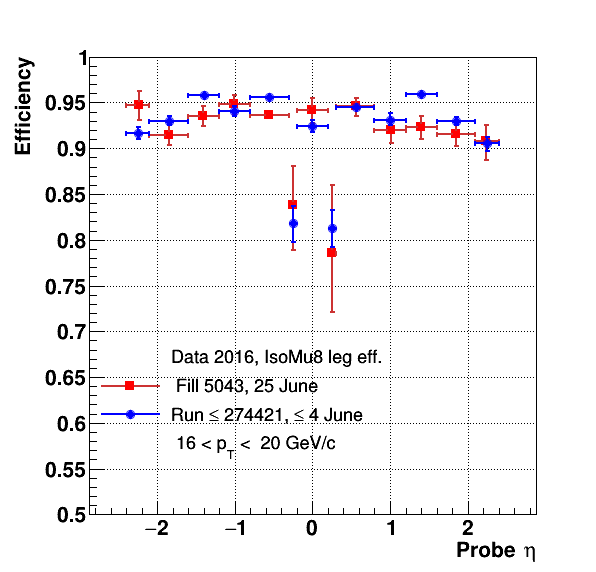 Efficiency
1
0.95
0.9
0.85
0.8
0.75
0.7
0.65
0.6
0.55
0.5
Data 2016, IsoMu8 leg eff.
Fill 5043, 25 June
Run ≤ 274421, ≤ 4 June
16 < p_T < 20 GeV/c
−2 −1 0 1 2
Probe η